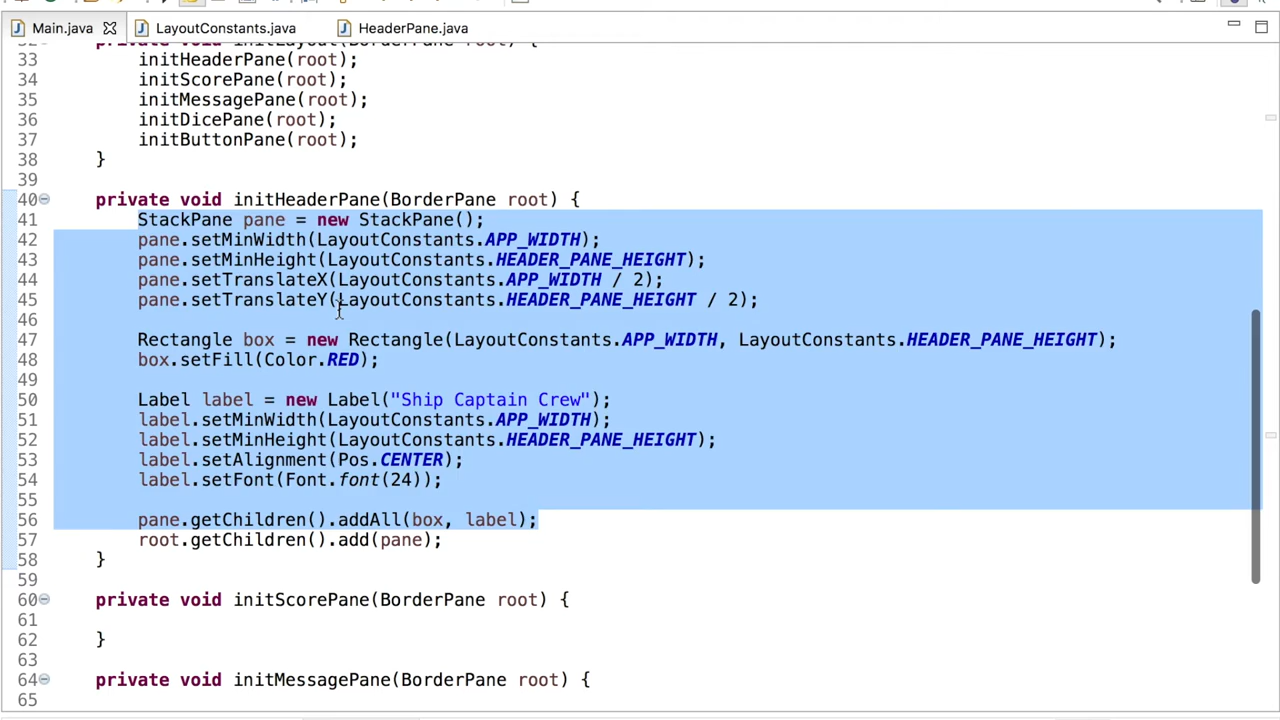 Main.java
LayoutConstants.java
HeaderPane.java
32 private void initLayout(BorderPane root) {
33 initHeaderPane(root);
34 initScorePane(root);
35 initMessagePane(root);
36 initDicePane(root);
37 initButtonPane(root);
38 }
39
40 private void initHeaderPane(BorderPane root) {
41 StackPane pane = new StackPane();
42 pane.setMinWidth(LayoutConstants.APP_WIDTH);
43 pane.setMinHeight(LayoutConstants.HEADER_PANE_HEIGHT);
44 pane.setTranslateX(LayoutConstants.APP_WIDTH / 2);
45 pane.setTranslateY(LayoutConstants.HEADER_PANE_HEIGHT / 2);
46
47 Rectangle box = new Rectangle(LayoutConstants.APP_WIDTH, LayoutConstants.HEADER_PANE_HEIGHT);
48 box.setFill(Color.RED);
49
50 Label label = new Label("Ship Captain Crew");
51 label.setMinWidth(LayoutConstants.APP_WIDTH);
52 label.setMinHeight(LayoutConstants.HEADER_PANE_HEIGHT);
53 label.setAlignment(Pos.CENTER);
54 label.setFont(Font.font(24));
55
56 pane.getChildren().addAll(box, label);
57 root.getChildren().add(pane);
58 }
59
60 private void initScorePane(BorderPane root) {
61
62 }
63
64 private void initMessagePane(BorderPane root) {
65